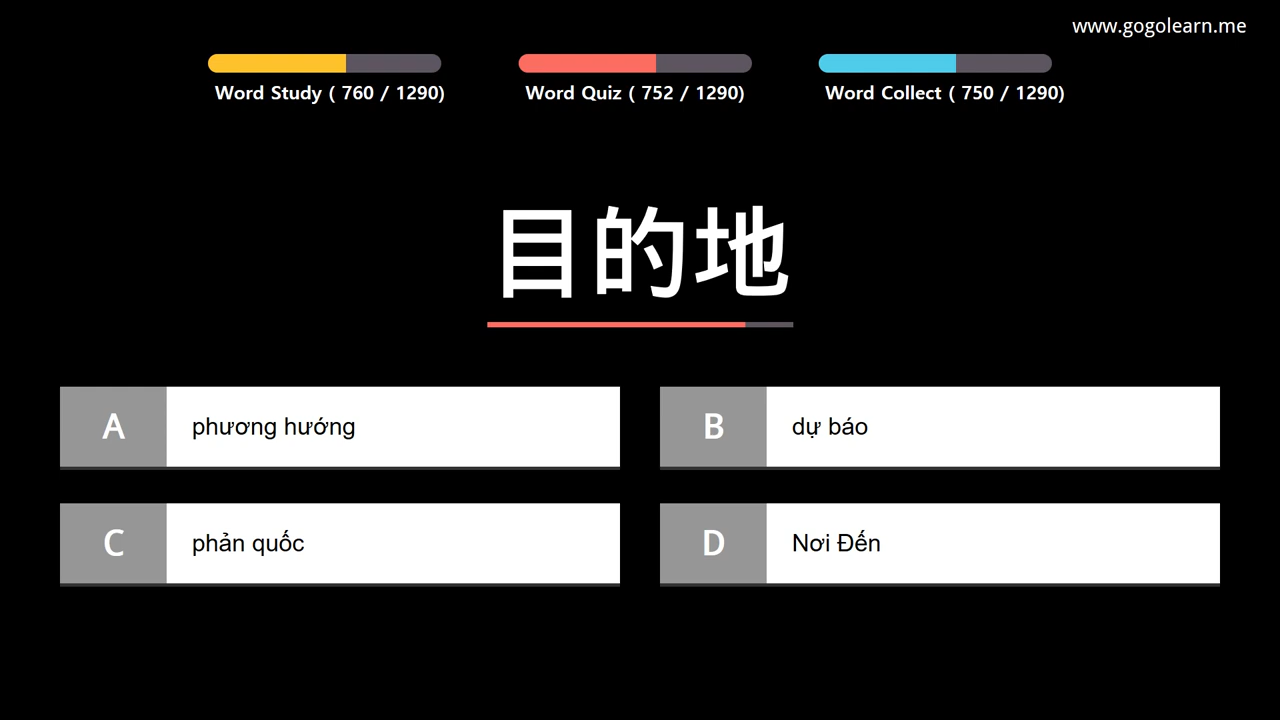 www.gogolearn.me
Word Study ( 760 / 1290)
Word Quiz ( 752 / 1290)
Word Collect ( 750 / 1290)
目的地
A
phương hướng
B
dự báo
C
phản quốc
D
Nơi Đến